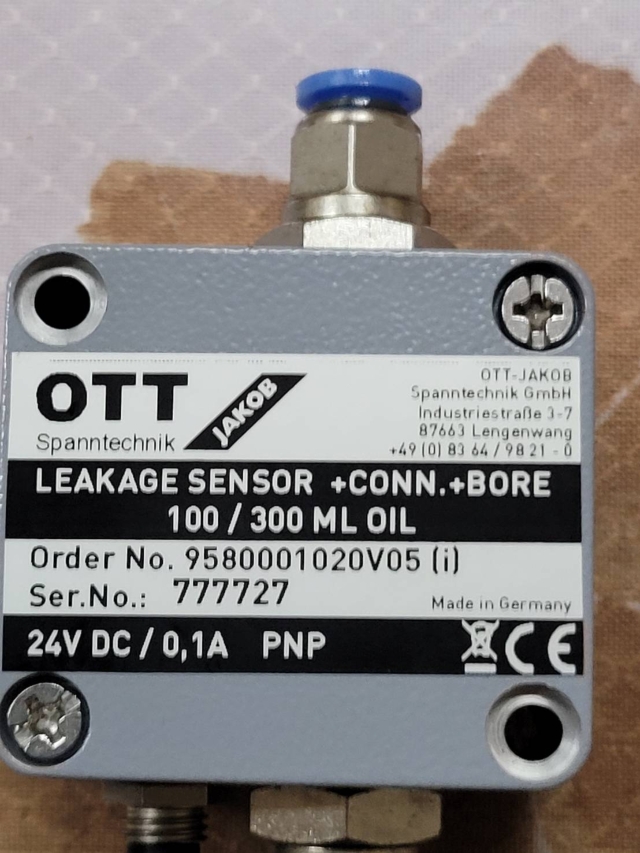 OTT
JAKOB
Spanntechnik
OTT-JAKOB
Spanntechnik GmbH
Industriestraße 3-7
87663 Lengenwang
+49 (0) 83 64 / 98 21 - 0
LEAKAGE SENSOR +CONN.+BORE
100 / 300 ML OIL
Order No. 9580001020V05 (i)
Ser.No.: 777727
Made in Germany
24V DC / 0,1A PNP
CE